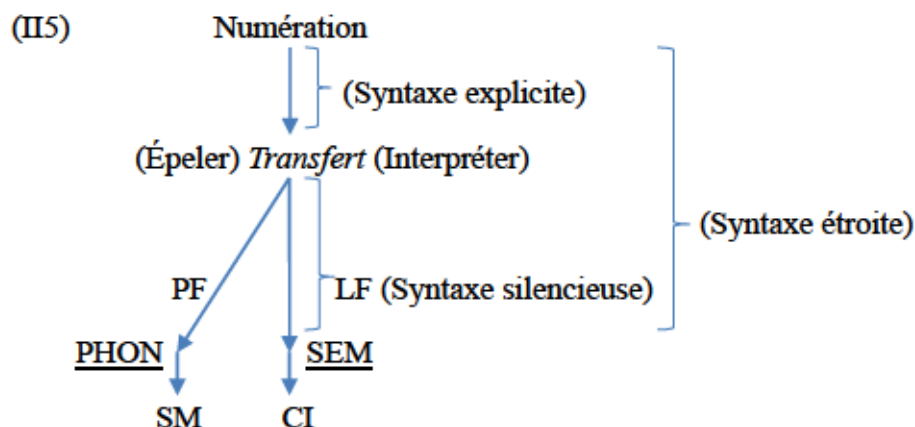 (II5) Numération
(Syntaxe explicite)
(Épeler) Transfert (Interpréter)
(Syntaxe étroite)
PF LF (Syntaxe silencieuse)
PHON SEM
SM CI